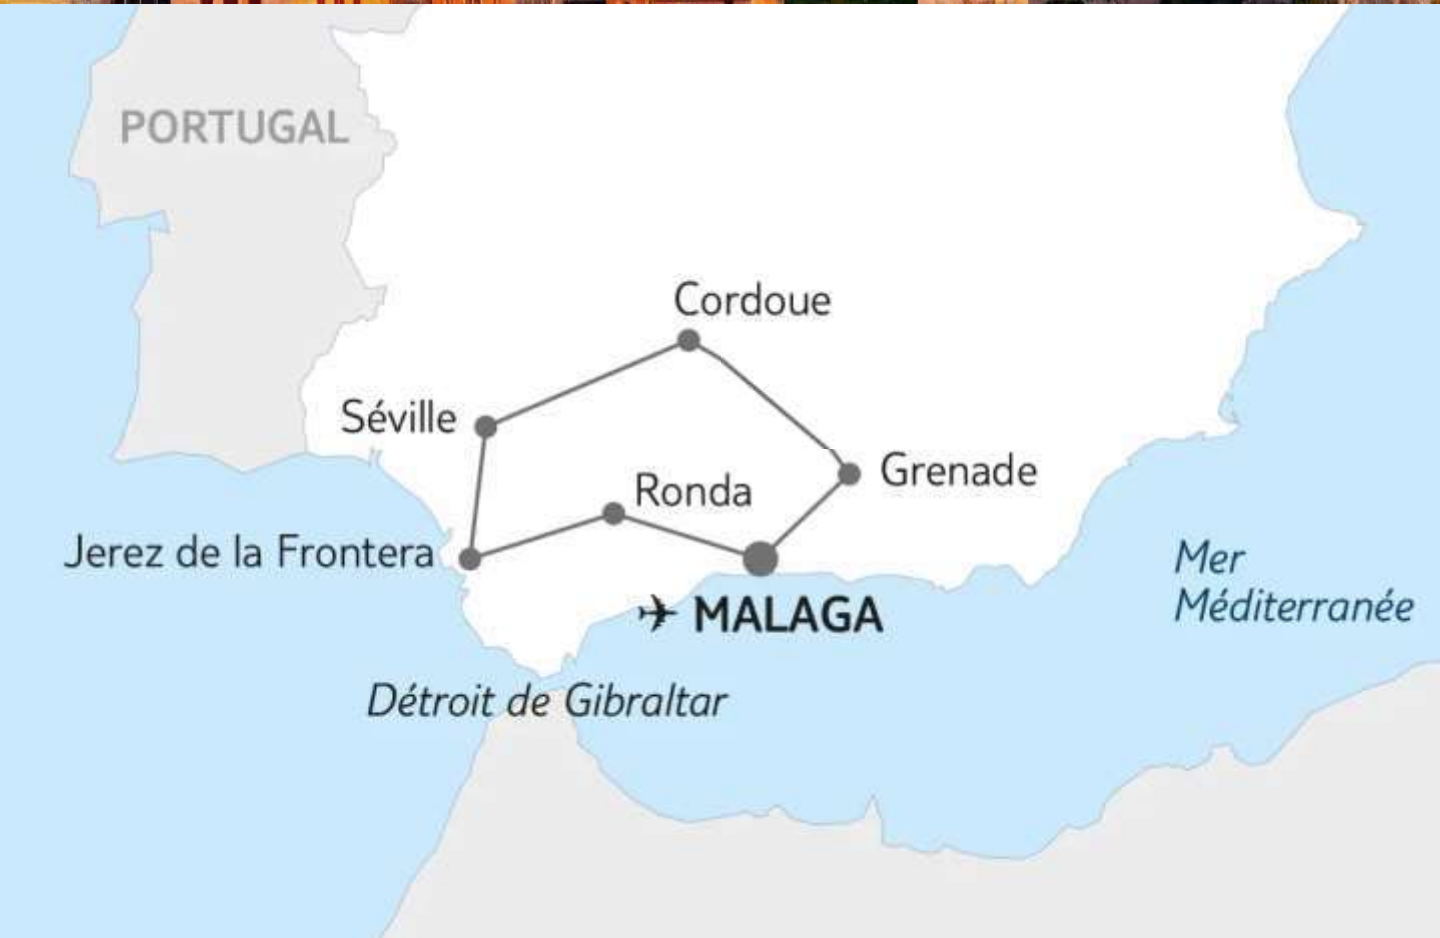 PORTUGAL
Cordoue
Séville
Grenade
Ronda
Jerez de la Frontera
Mer
Méditerranée
MALAGA
Détroit de Gibraltar